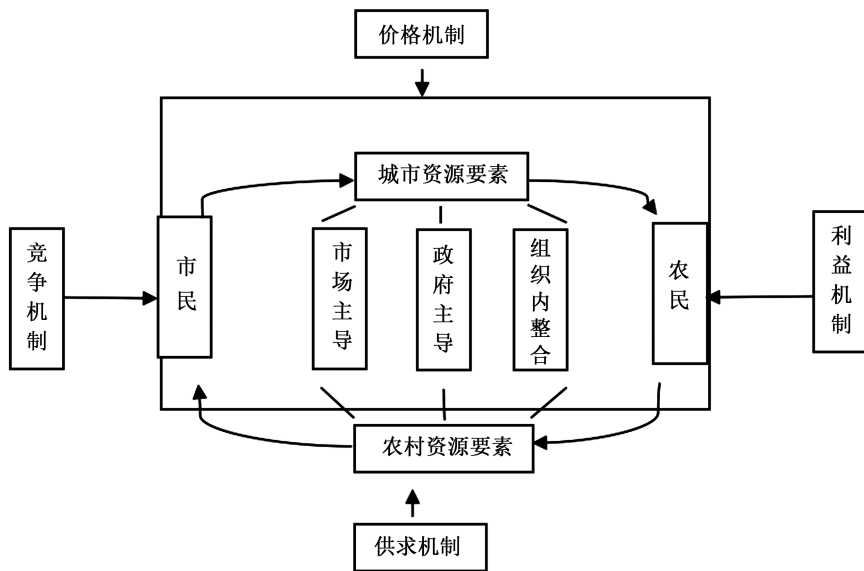 价格机制
城市资源要素
竞争机制
市民
市场主导
政府主导
组织内整合
农民
利益机制
农村资源要素
供求机制